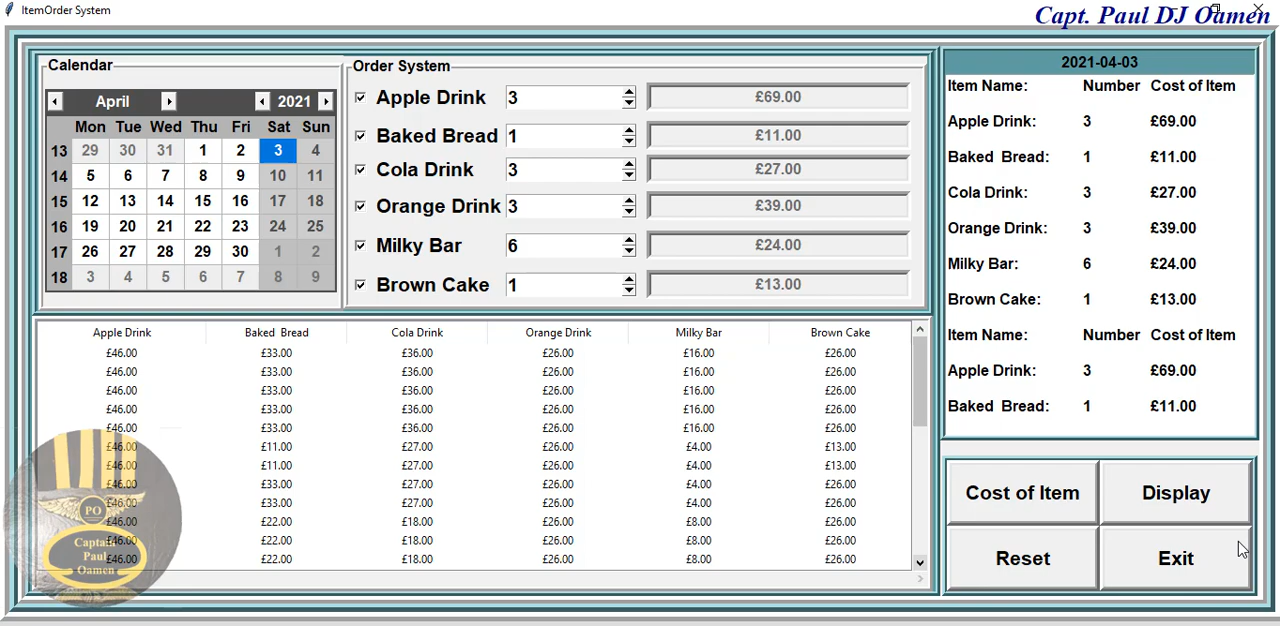 ItemOrder System
Capt. Paul DJ Oamen
Calendar
April 2021
Mon Tue Wed Thu Fri Sat Sun
13 29 30 31 1 2 3 4
14 5 6 7 8 9 10 11
15 12 13 14 15 16 17 18
16 19 20 21 22 23 24 25
17 26 27 28 29 30 1 2
18 3 4 5 6 7 8 9
Order System
Apple Drink 3 £69.00
Baked Bread 1 £11.00
Cola Drink 3 £27.00
Orange Drink 3 £39.00
Milky Bar 6 £24.00
Brown Cake 1 £13.00
2021-04-03
Item Name: Number Cost of Item
Apple Drink: 3 £69.00
Baked Bread: 1 £11.00
Cola Drink: 3 £27.00
Orange Drink: 3 £39.00
Milky Bar: 6 £24.00
Brown Cake: 1 £13.00
Item Name: Number Cost of Item
Apple Drink: 3 £69.00
Baked Bread: 1 £11.00
Apple Drink Baked Bread Cola Drink Orange Drink Milky Bar Brown Cake
£46.00 £33.00 £36.00 £26.00 £16.00 £26.00
£46.00 £33.00 £36.00 £26.00 £16.00 £26.00
£46.00 £33.00 £36.00 £26.00 £16.00 £26.00
£46.00 £33.00 £36.00 £26.00 £16.00 £26.00
£46.00 £33.00 £36.00 £26.00 £16.00 £26.00
£46.00 £11.00 £27.00 £26.00 £4.00 £13.00
£46.00 £11.00 £27.00 £26.00 £4.00 £13.00
£46.00 £33.00 £27.00 £26.00 £4.00 £26.00
£46.00 £33.00 £27.00 £26.00 £4.00 £26.00
£46.00 £22.00 £18.00 £26.00 £8.00 £26.00
£46.00 £22.00 £18.00 £26.00 £8.00 £26.00
£46.00 £22.00 £18.00 £26.00 £8.00 £26.00
PO
Captain
Paul
Oamen
Cost of Item Display
Reset Exit